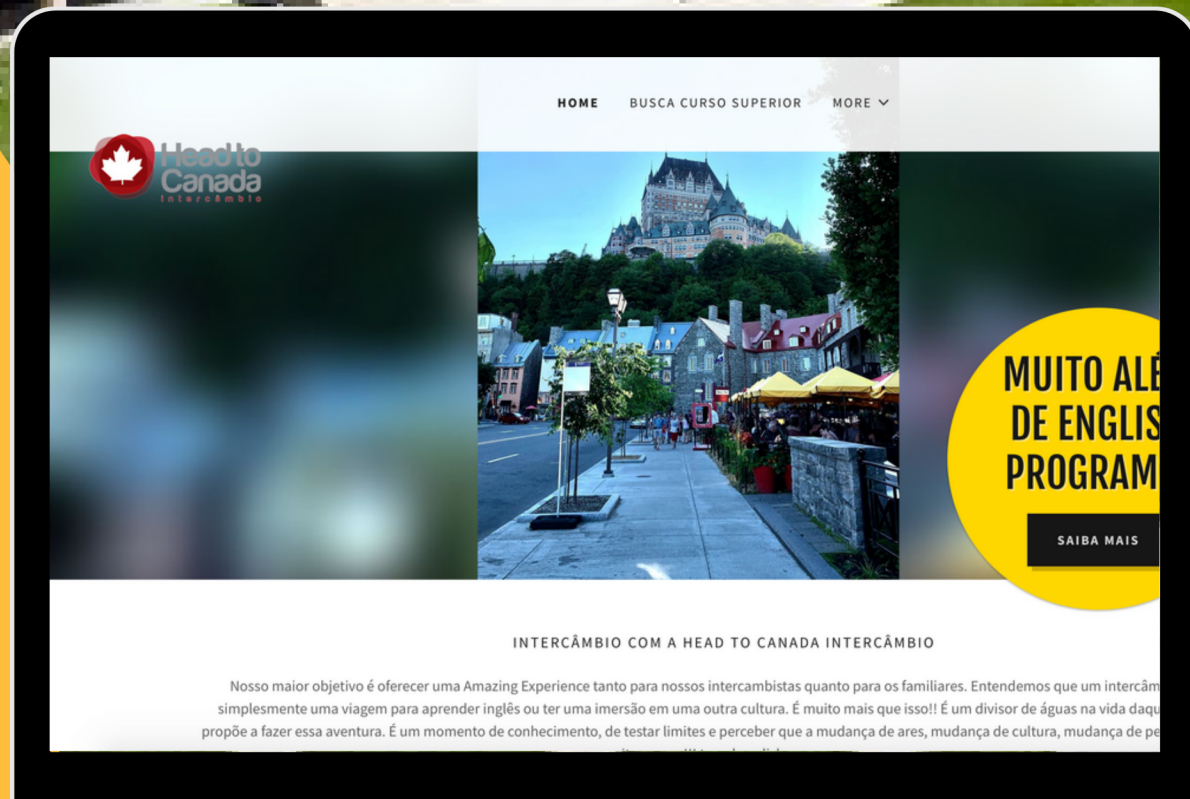 HOME BUSCA CURSO SUPERIOR MORE
Head to
Canada
Intercâmbio
MUITO ALÉ
DE ENGLIS
PROGRAM
SAIBA MAIS
INTERCÂMBIO COM A HEAD TO CANADA INTERCÂMBIO
Nosso maior objetivo é oferecer uma Amazing Experience tanto para nossos intercambistas quanto para os familiares. Entendemos que um intercâm
simplesmente uma viagem para aprender inglês ou ter uma imersão em uma outra cultura. É muito mais que isso!! É um divisor de águas na vida daqu
propõe a fazer essa aventura. É um momento de conhecimento, de testar limites e perceber que a mudança de ares, mudança de cultura, mudança de pe